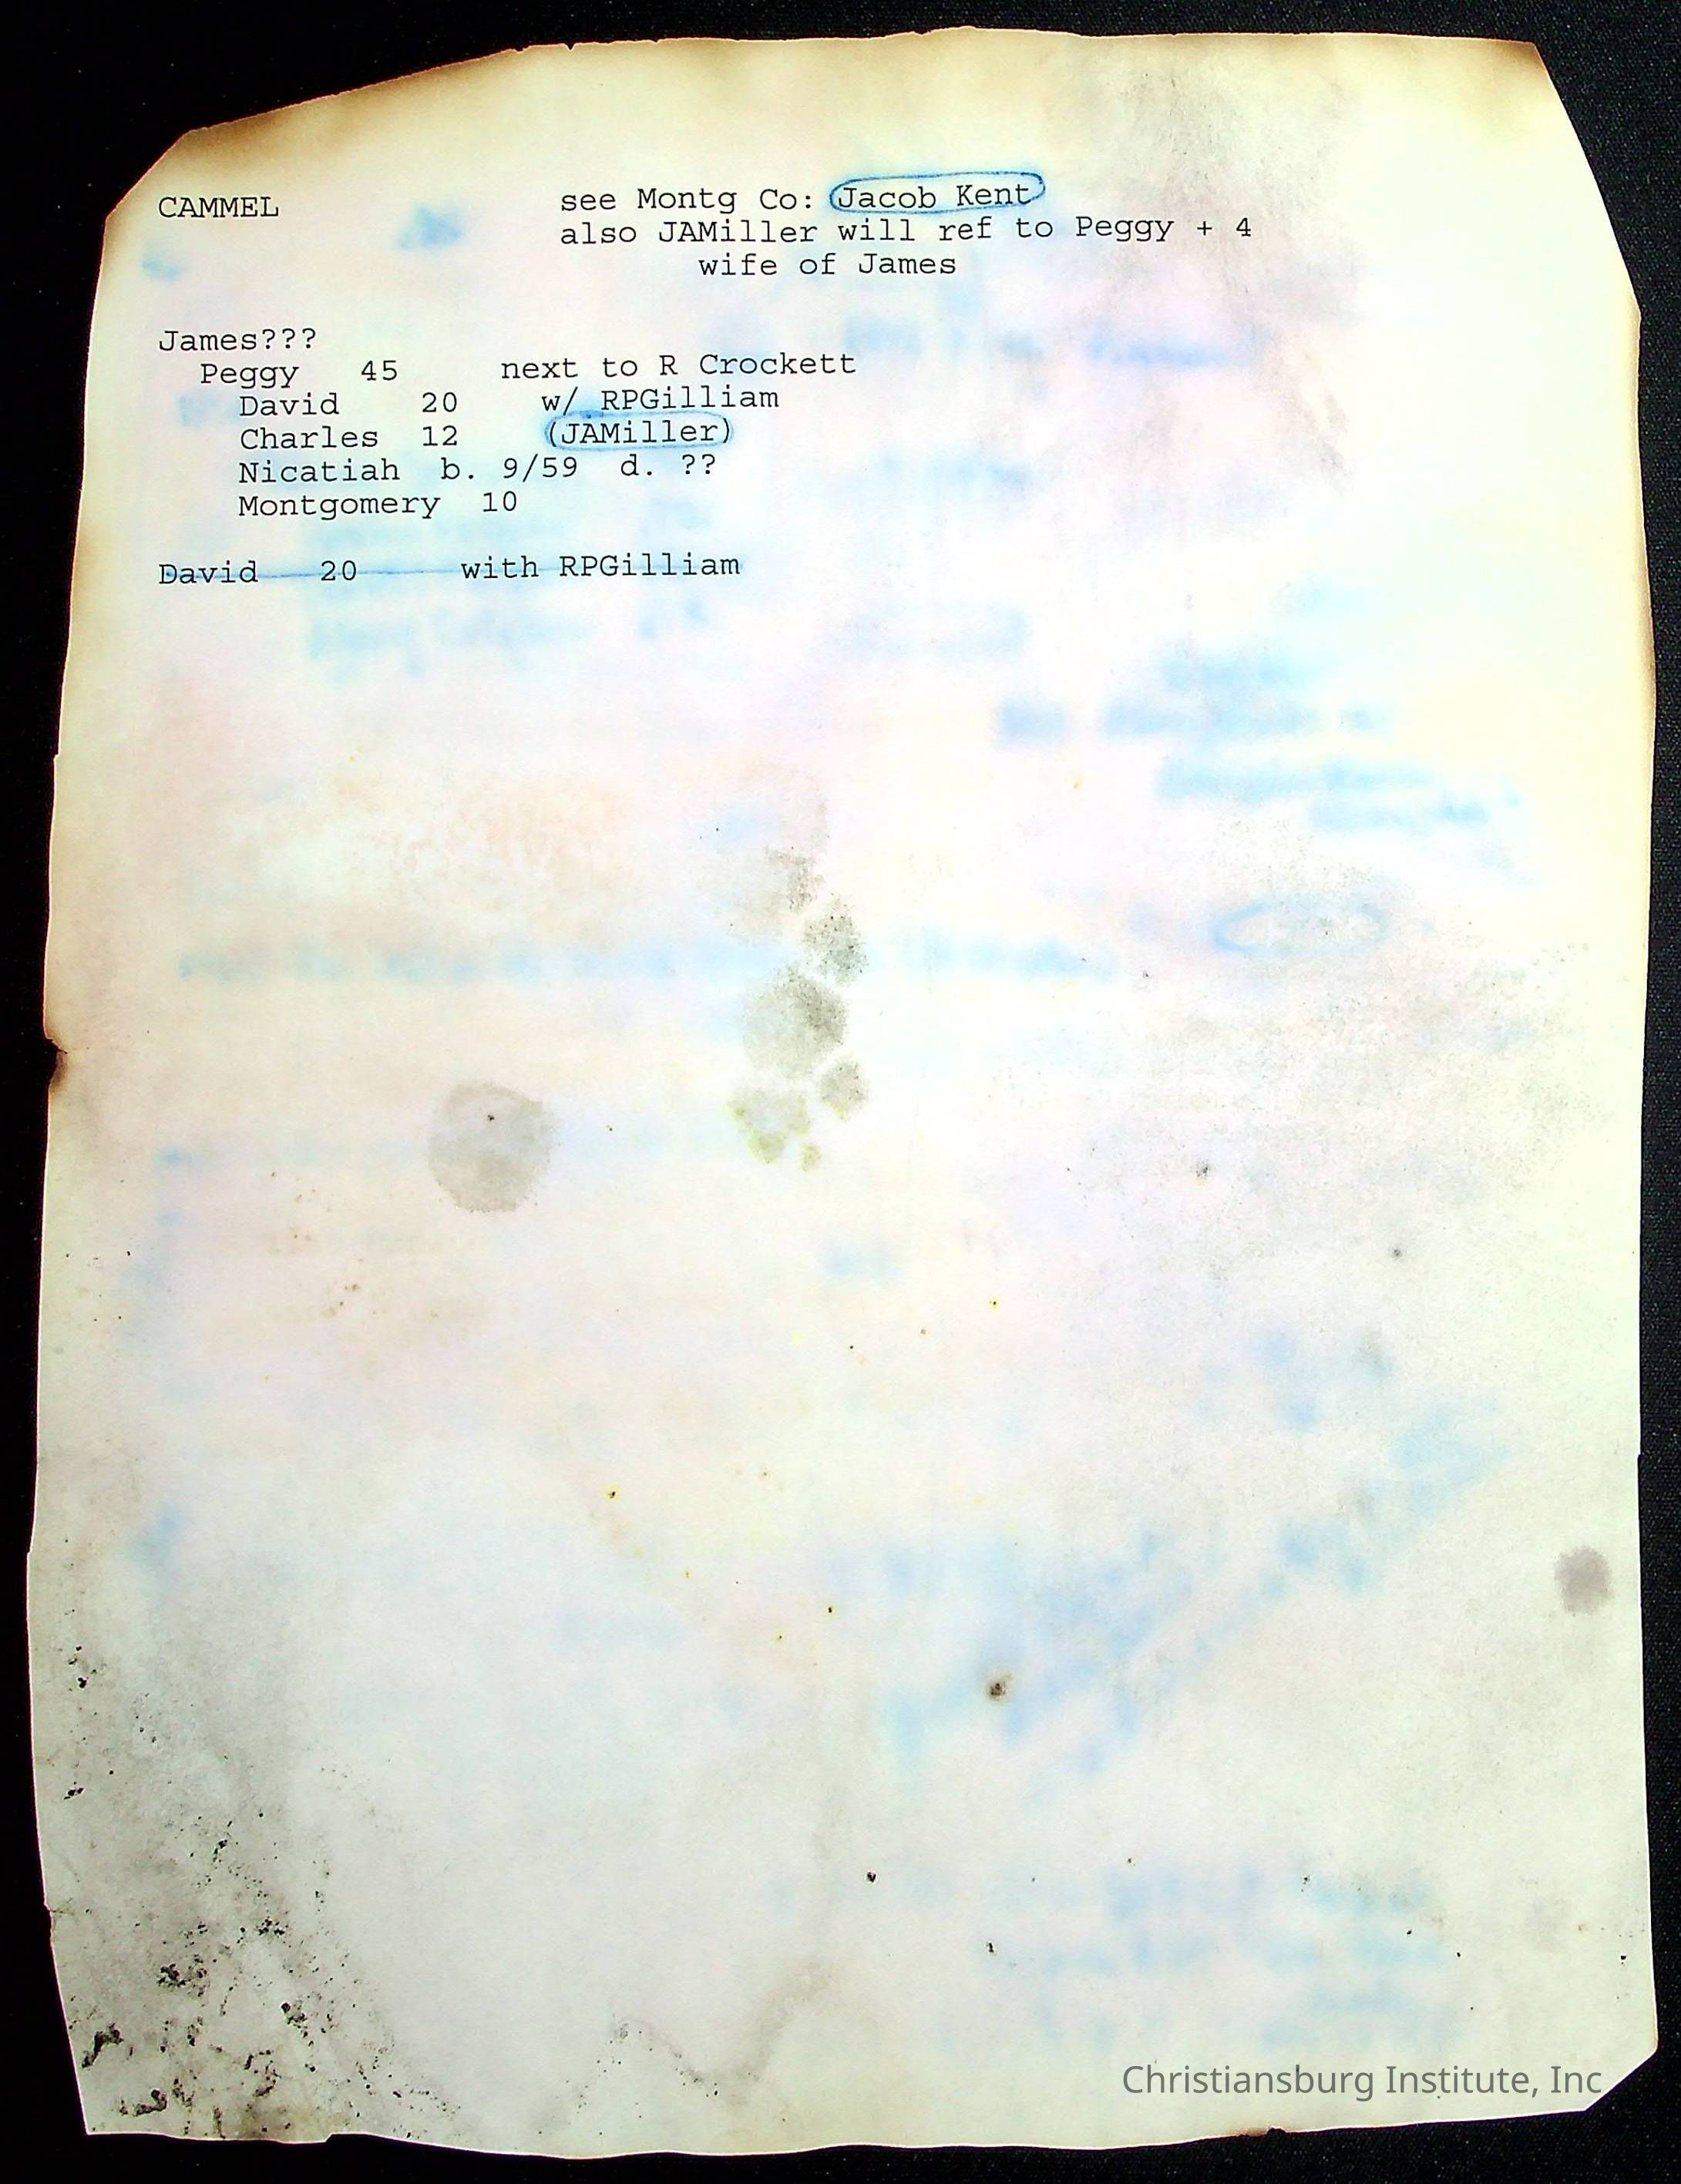 CAMMEL
see Montg Co: Jacob Kent
also JAMiller will ref to Peggy + 4
wife of James
James???
Peggy 45 next to R Crockett
David 20 w/ RPGilliam
Charles 12 (JAMiller)
Nicatiah b. 9/59 d. ??
Montgomery 10
David 20 with RPGilliam
Christiansburg Institute, Inc